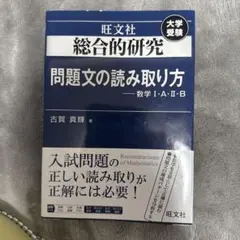 旺文社
大学
受験
総合的研究
問題文の読み取り方
数学Ⅰ・A・Ⅱ・B
古賀 真輝 著
入試問題の
正しい読み取りが
正解には必要!
旺文社